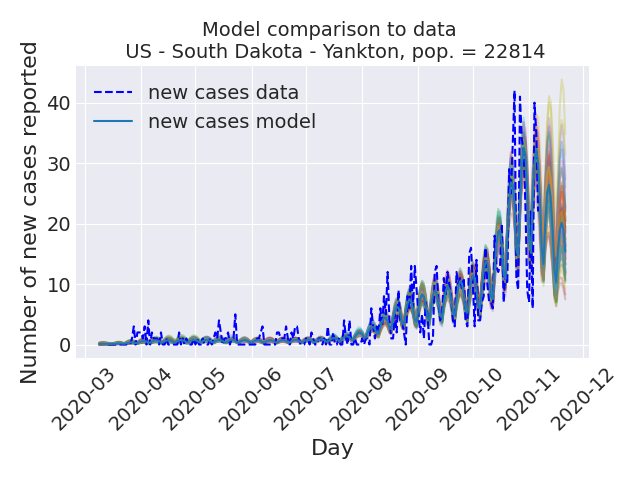 Model comparison to data
US - South Dakota - Yankton, pop. = 22814
Number of new cases reported
40
30
20
10
0
new cases data
new cases model
2020-03
2020-04
2020-05
2020-06
2020-07
2020-08
2020-09
2020-10
2020-11
2020-12
Day